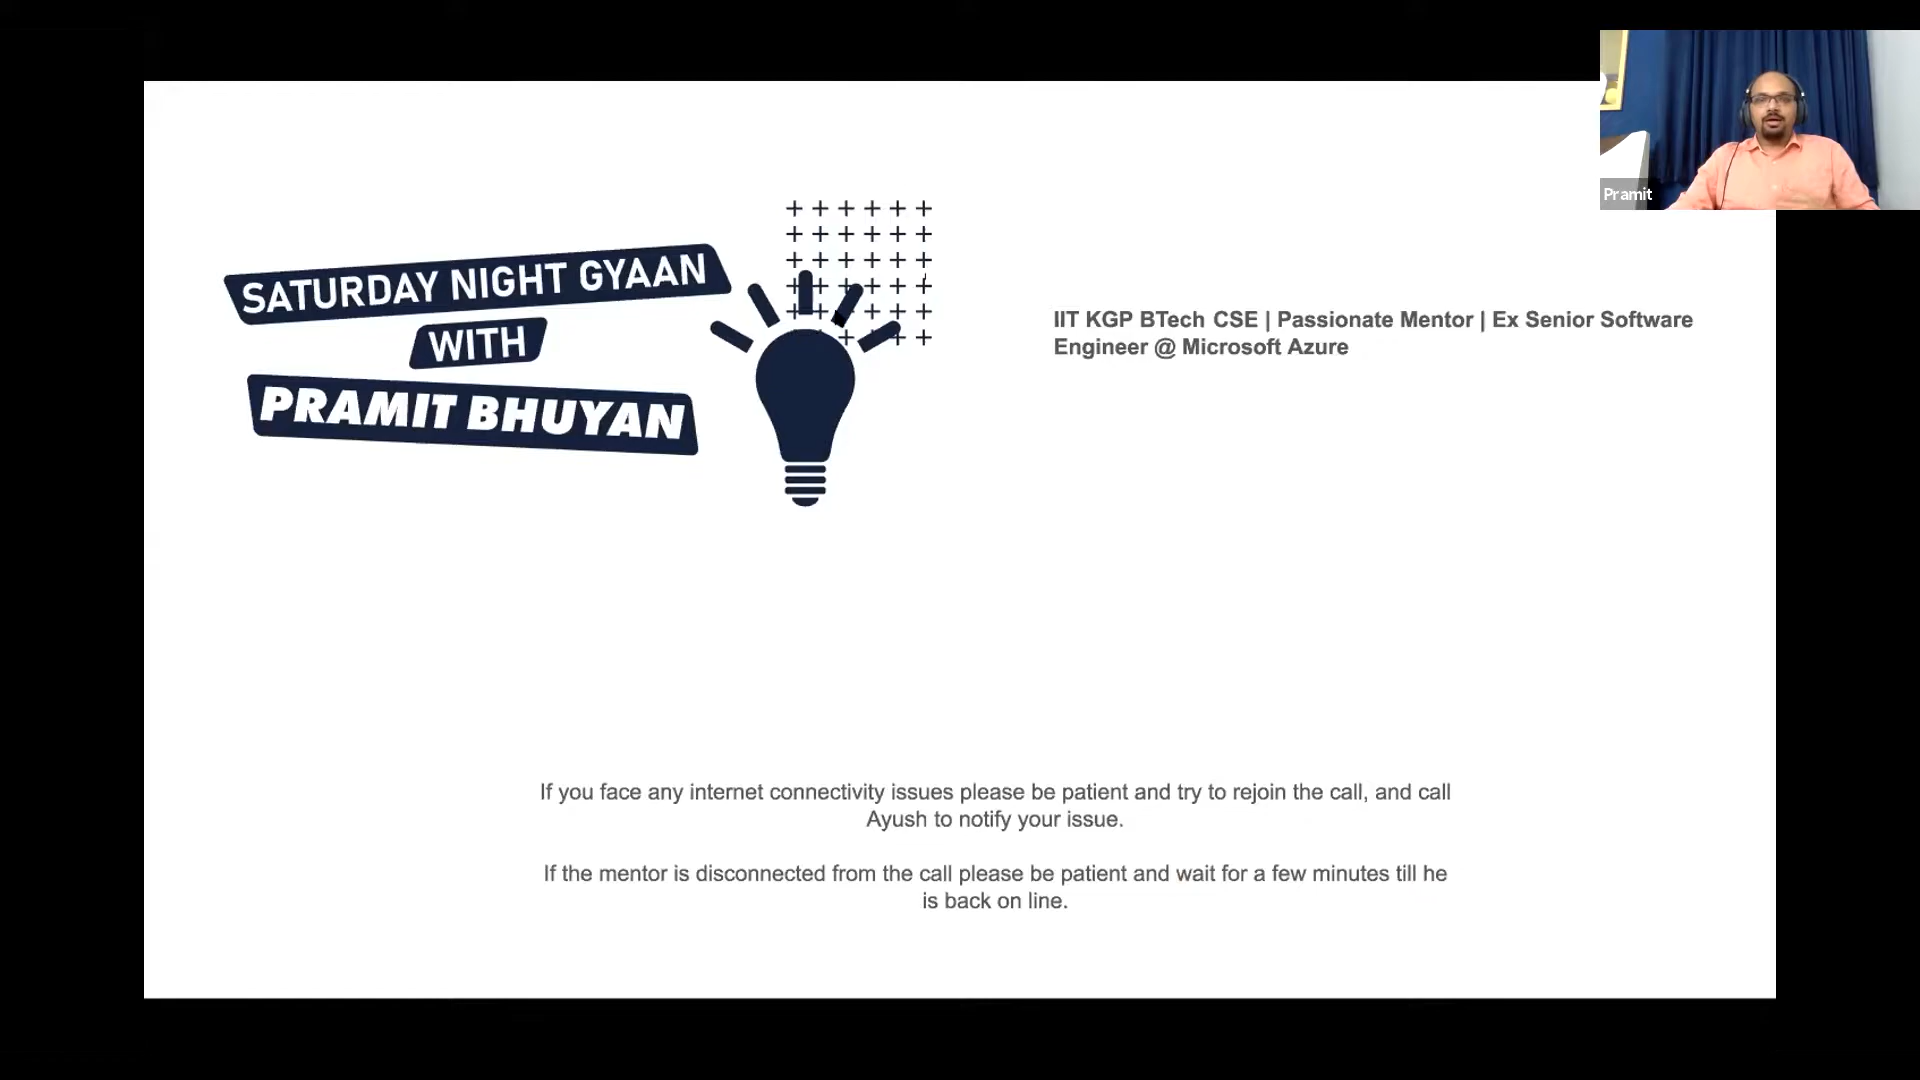 SATURDAY NIGHT GYAAN
WITH
PRAMIT BHUYAN
IIT KGP BTech CSE | Passionate Mentor | Ex Senior Software
Engineer @ Microsoft Azure
Pramit
If you face any internet connectivity issues please be patient and try to rejoin the call, and call
Ayush to notify your issue.
If the mentor is disconnected from the call please be patient and wait for a few minutes till he
is back on line.